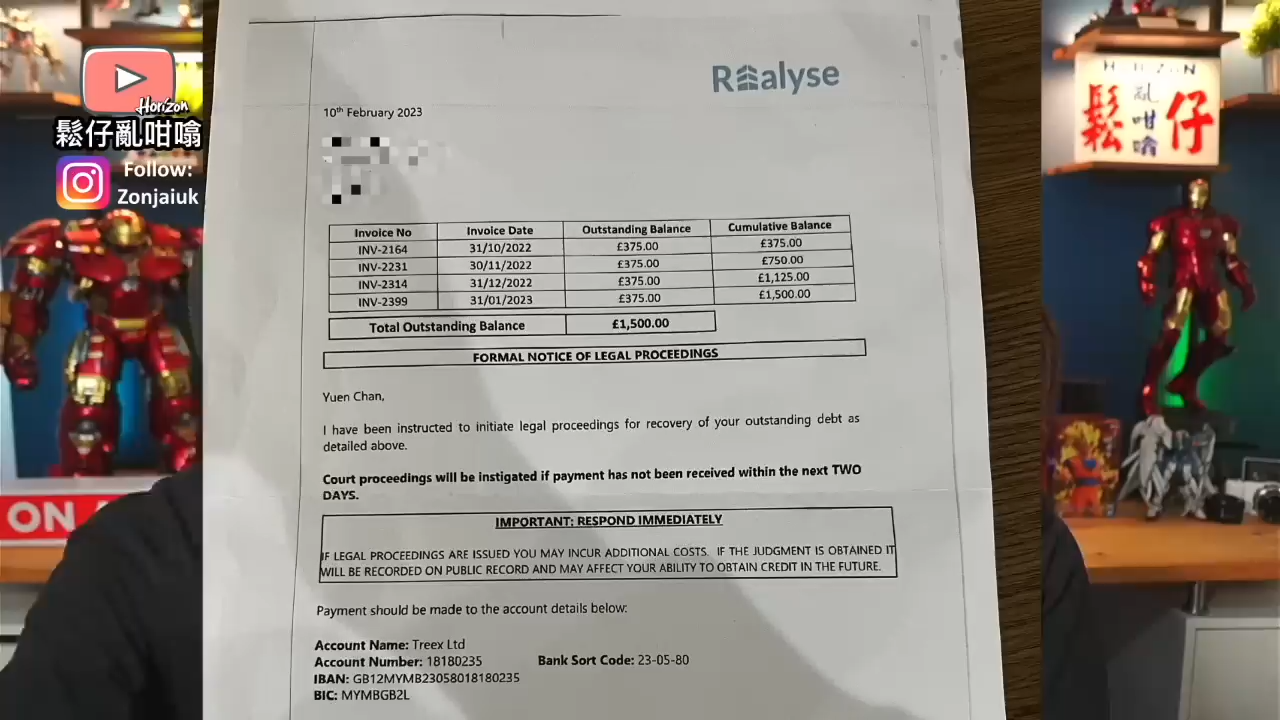 Horizon
鬆仔亂咁噏
Follow:
Zonjaiuk
HORIZON
鬆仔
亂咁噏
ON A
Realyse
10th February 2023
Invoice No Invoice Date Outstanding Balance Cumulative Balance
INV-2164 31/10/2022 £375.00 £375.00
INV-2231 30/11/2022 £375.00 £750.00
INV-2314 31/12/2022 £375.00 £1,125.00
INV-2399 31/01/2023 £375.00 £1,500.00
Total Outstanding Balance £1,500.00
FORMAL NOTICE OF LEGAL PROCEEDINGS
Yuen Chan,
I have been instructed to initiate legal proceedings for recovery of your outstanding debt as
detailed above.
Court proceedings will be instigated if payment has not been received within the next TWO
DAYS.
IMPORTANT: RESPOND IMMEDIATELY
IF LEGAL PROCEEDINGS ARE ISSUED YOU MAY INCUR ADDITIONAL COSTS. IF THE JUDGMENT IS OBTAINED IT
WILL BE RECORDED ON PUBLIC RECORD AND MAY AFFECT YOUR ABILITY TO OBTAIN CREDIT IN THE FUTURE.
Payment should be made to the account details below:
Account Name: Treex Ltd
Account Number: 18180235 Bank Sort Code: 23-05-80
IBAN: GB12MYMB23058018180235
BIC: MYMBGB2L